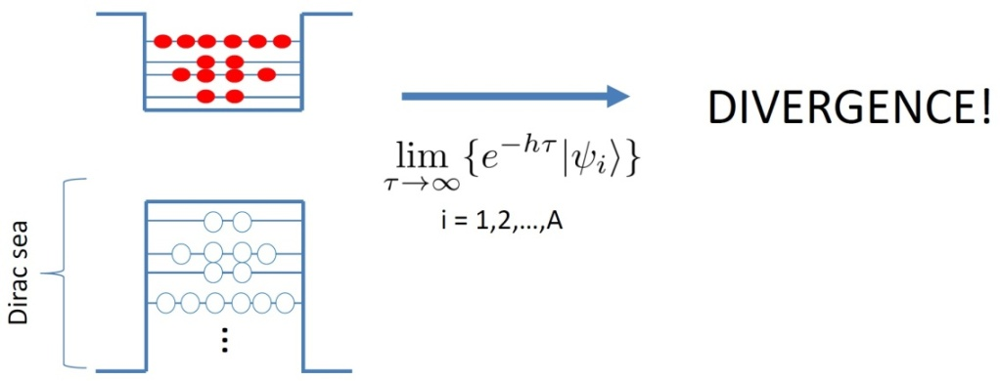 DIVERGENCE!
lim τ→∞ {e^{-hτ}|ψ_i⟩}
i = 1,2,...,A
Dirac sea
⋮